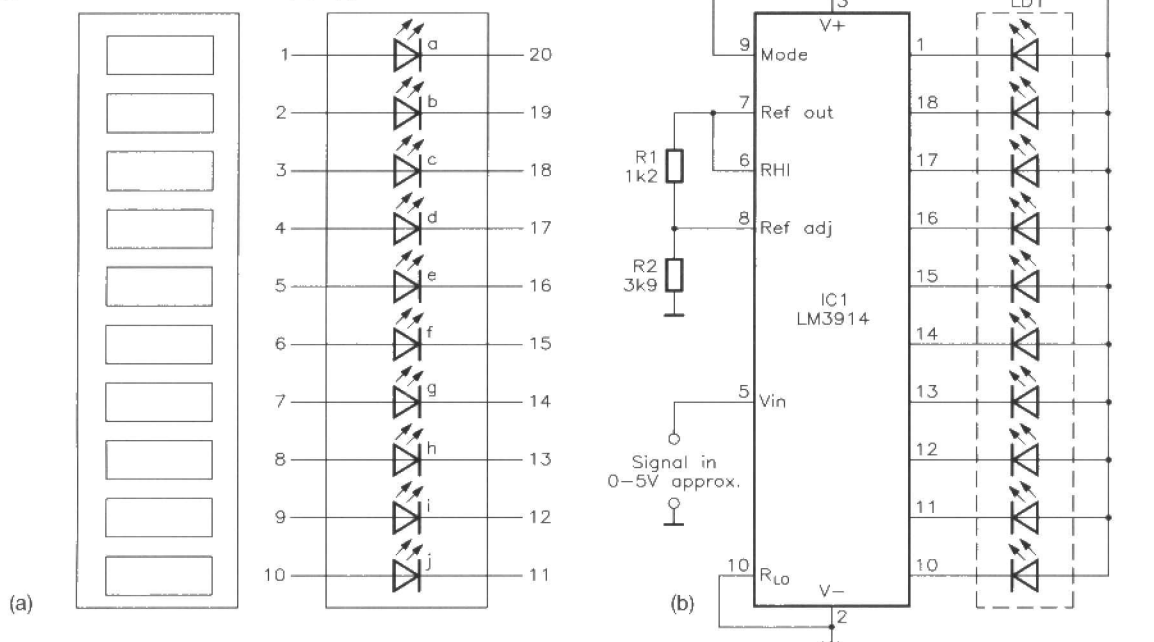 1 a 20
2 b 19
3 c 18
4 d 17
5 e 16
6 f 15
7 g 14
8 h 13
9 i 12
10 j 11
(a)
3
LD1
V+
9 Mode 1
7 Ref out 18
R1
1k2
6 RHI 17
8 Ref adj 16
R2
3k9
15
IC1
LM3914
14
5 Vin 13
Signal in
0–5V approx.
12
11
10 RLO 10
V–
2
(b)